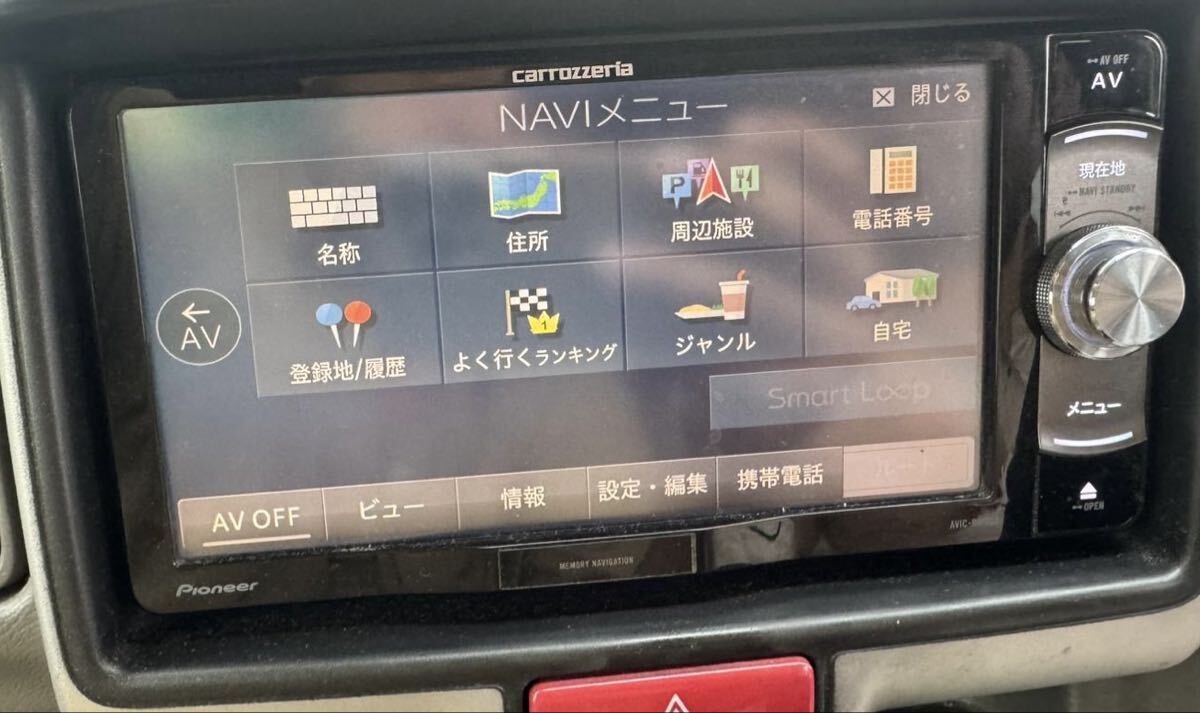 carrozzeria
NAVIメニュー
閉じる
名称
住所
周辺施設
電話番号
登録地/履歴
よく行くランキング
ジャンル
自宅
← AV
Smart Loop
AV OFF
ビュー
情報
設定・編集
携帯電話
ルート
Pioneer
MEMORY NAVIGATION
AVIC-
AV OFF
AV
現在地
NAVI STANDBY
メニュー
OPEN
P
1